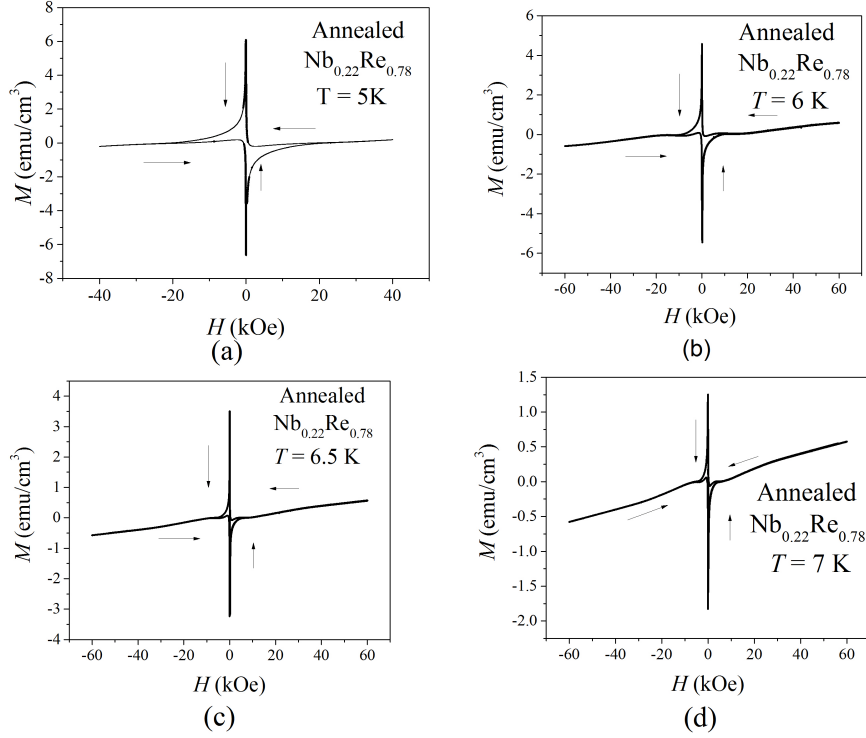 Annealed
Nb0.22Re0.78
T = 5K
M (emu/cm3)
8
6
4
2
0
-2
-4
-6
-8
-40
-20
0
20
40
H (kOe)
(a)
Annealed
Nb0.22Re0.78
T = 6 K
M (emu/cm3)
6
4
2
0
-2
-4
-6
-60
-40
-20
0
20
40
60
H (kOe)
(b)
Annealed
Nb0.22Re0.78
T = 6.5 K
M (emu/cm3)
4
3
2
1
0
-1
-2
-3
-4
-60
-40
-20
0
20
40
60
H (kOe)
(c)
Annealed
Nb0.22Re0.78
T = 7 K
M (emu/cm3)
1.5
1.0
0.5
0.0
-0.5
-1.0
-1.5
-2.0
-60
-40
-20
0
20
40
60
H (kOe)
(d)